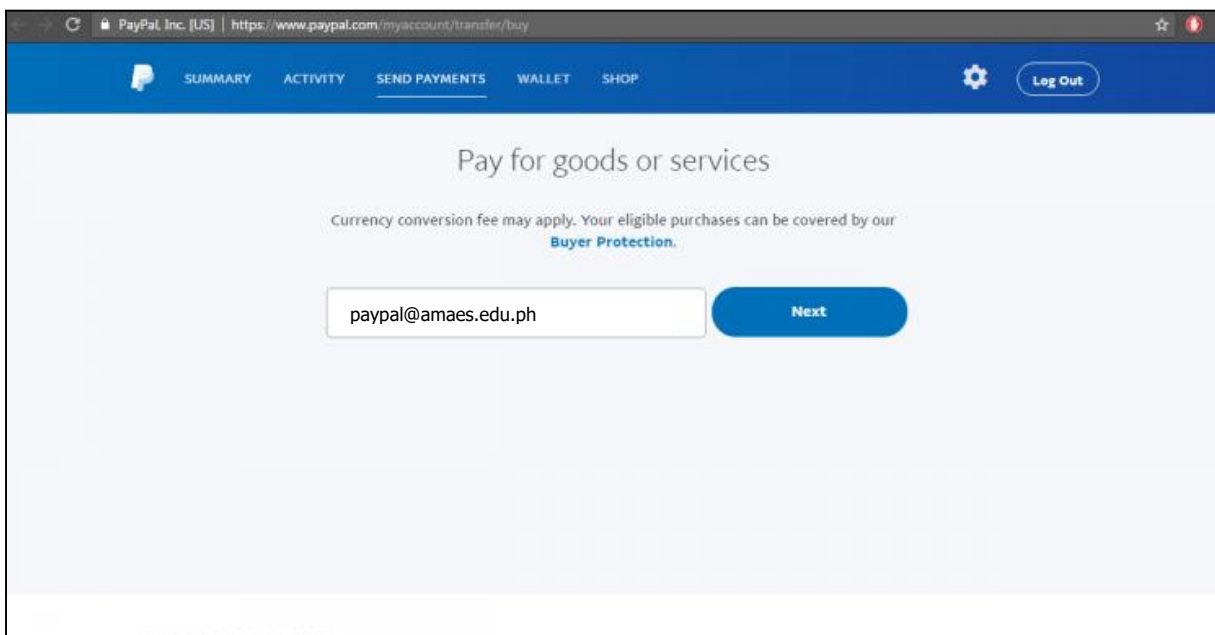 PayPal, Inc. [US] | https://www.paypal.com/myaccount/transfer/buy
SUMMARY ACTIVITY SEND PAYMENTS WALLET SHOP Log Out
Pay for goods or services
Currency conversion fee may apply. Your eligible purchases can be covered by our
Buyer Protection.
paypal@amaes.edu.ph Next